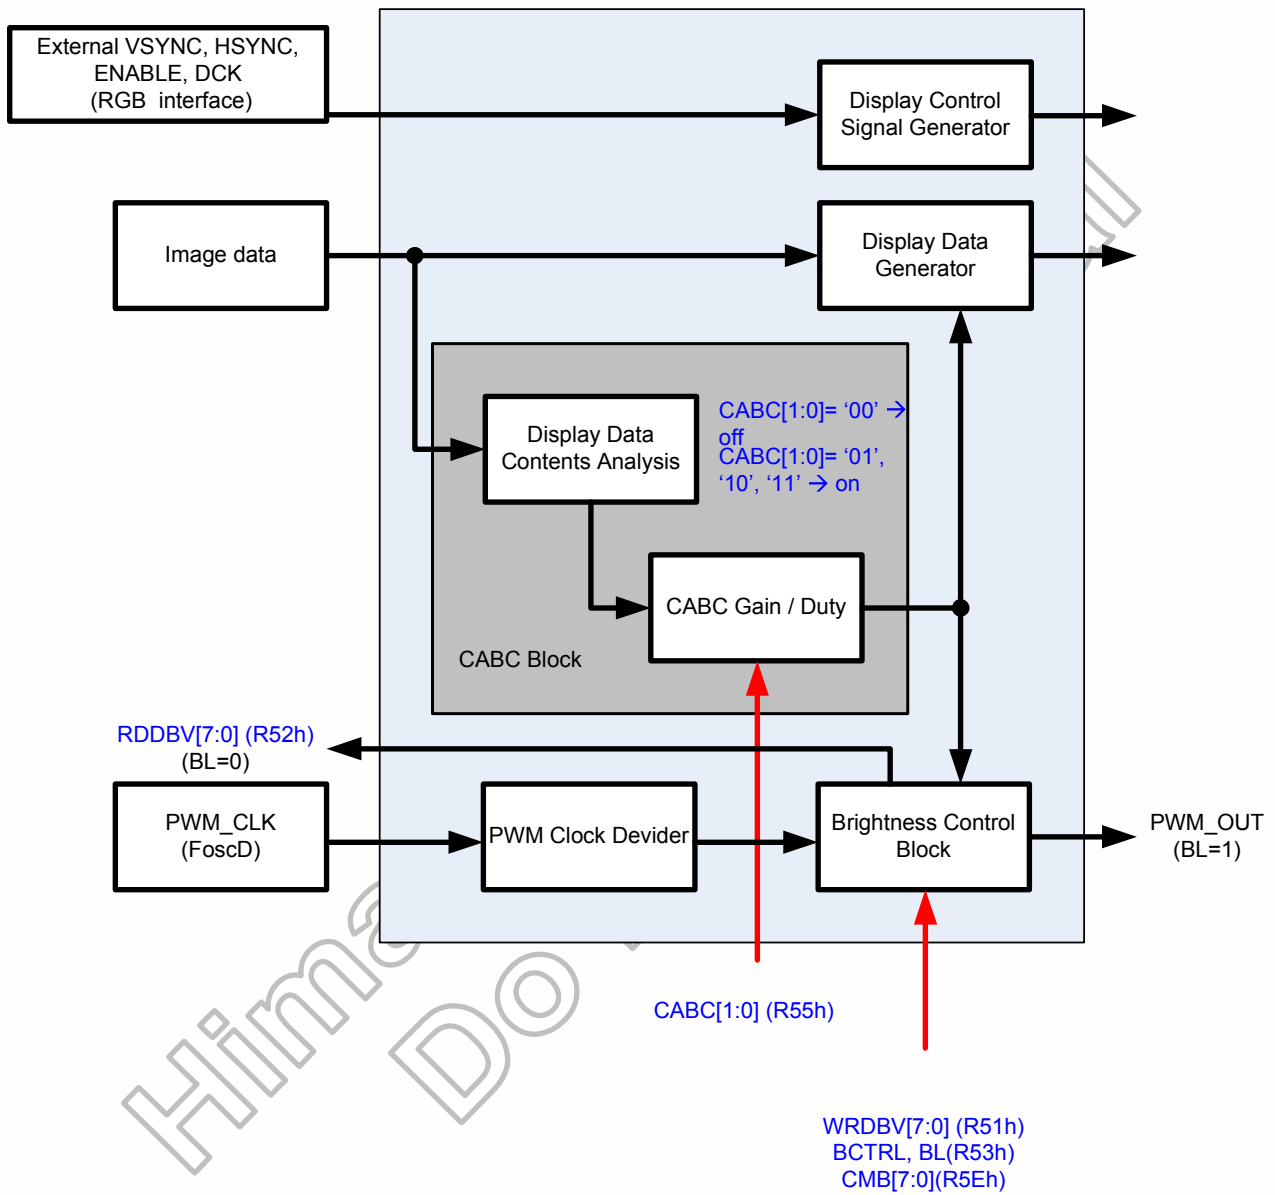 External VSYNC, HSYNC,
ENABLE, DCK
(RGB interface)
Display Control
Signal Generator
Image data
Display Data
Generator
Display Data
Contents Analysis
CABC[1:0]= ‘00’ →
off
CABC[1:0]= ‘01’,
‘10’, ‘11’ → on
CABC Gain / Duty
CABC Block
RDDBV[7:0] (R52h)
(BL=0)
PWM_CLK
(FoscD)
PWM Clock Devider
Brightness Control
Block
PWM_OUT
(BL=1)
CABC[1:0] (R55h)
WRDBV[7:0] (R51h)
BCTRL, BL(R53h)
CMB[7:0](R5Eh)
Do